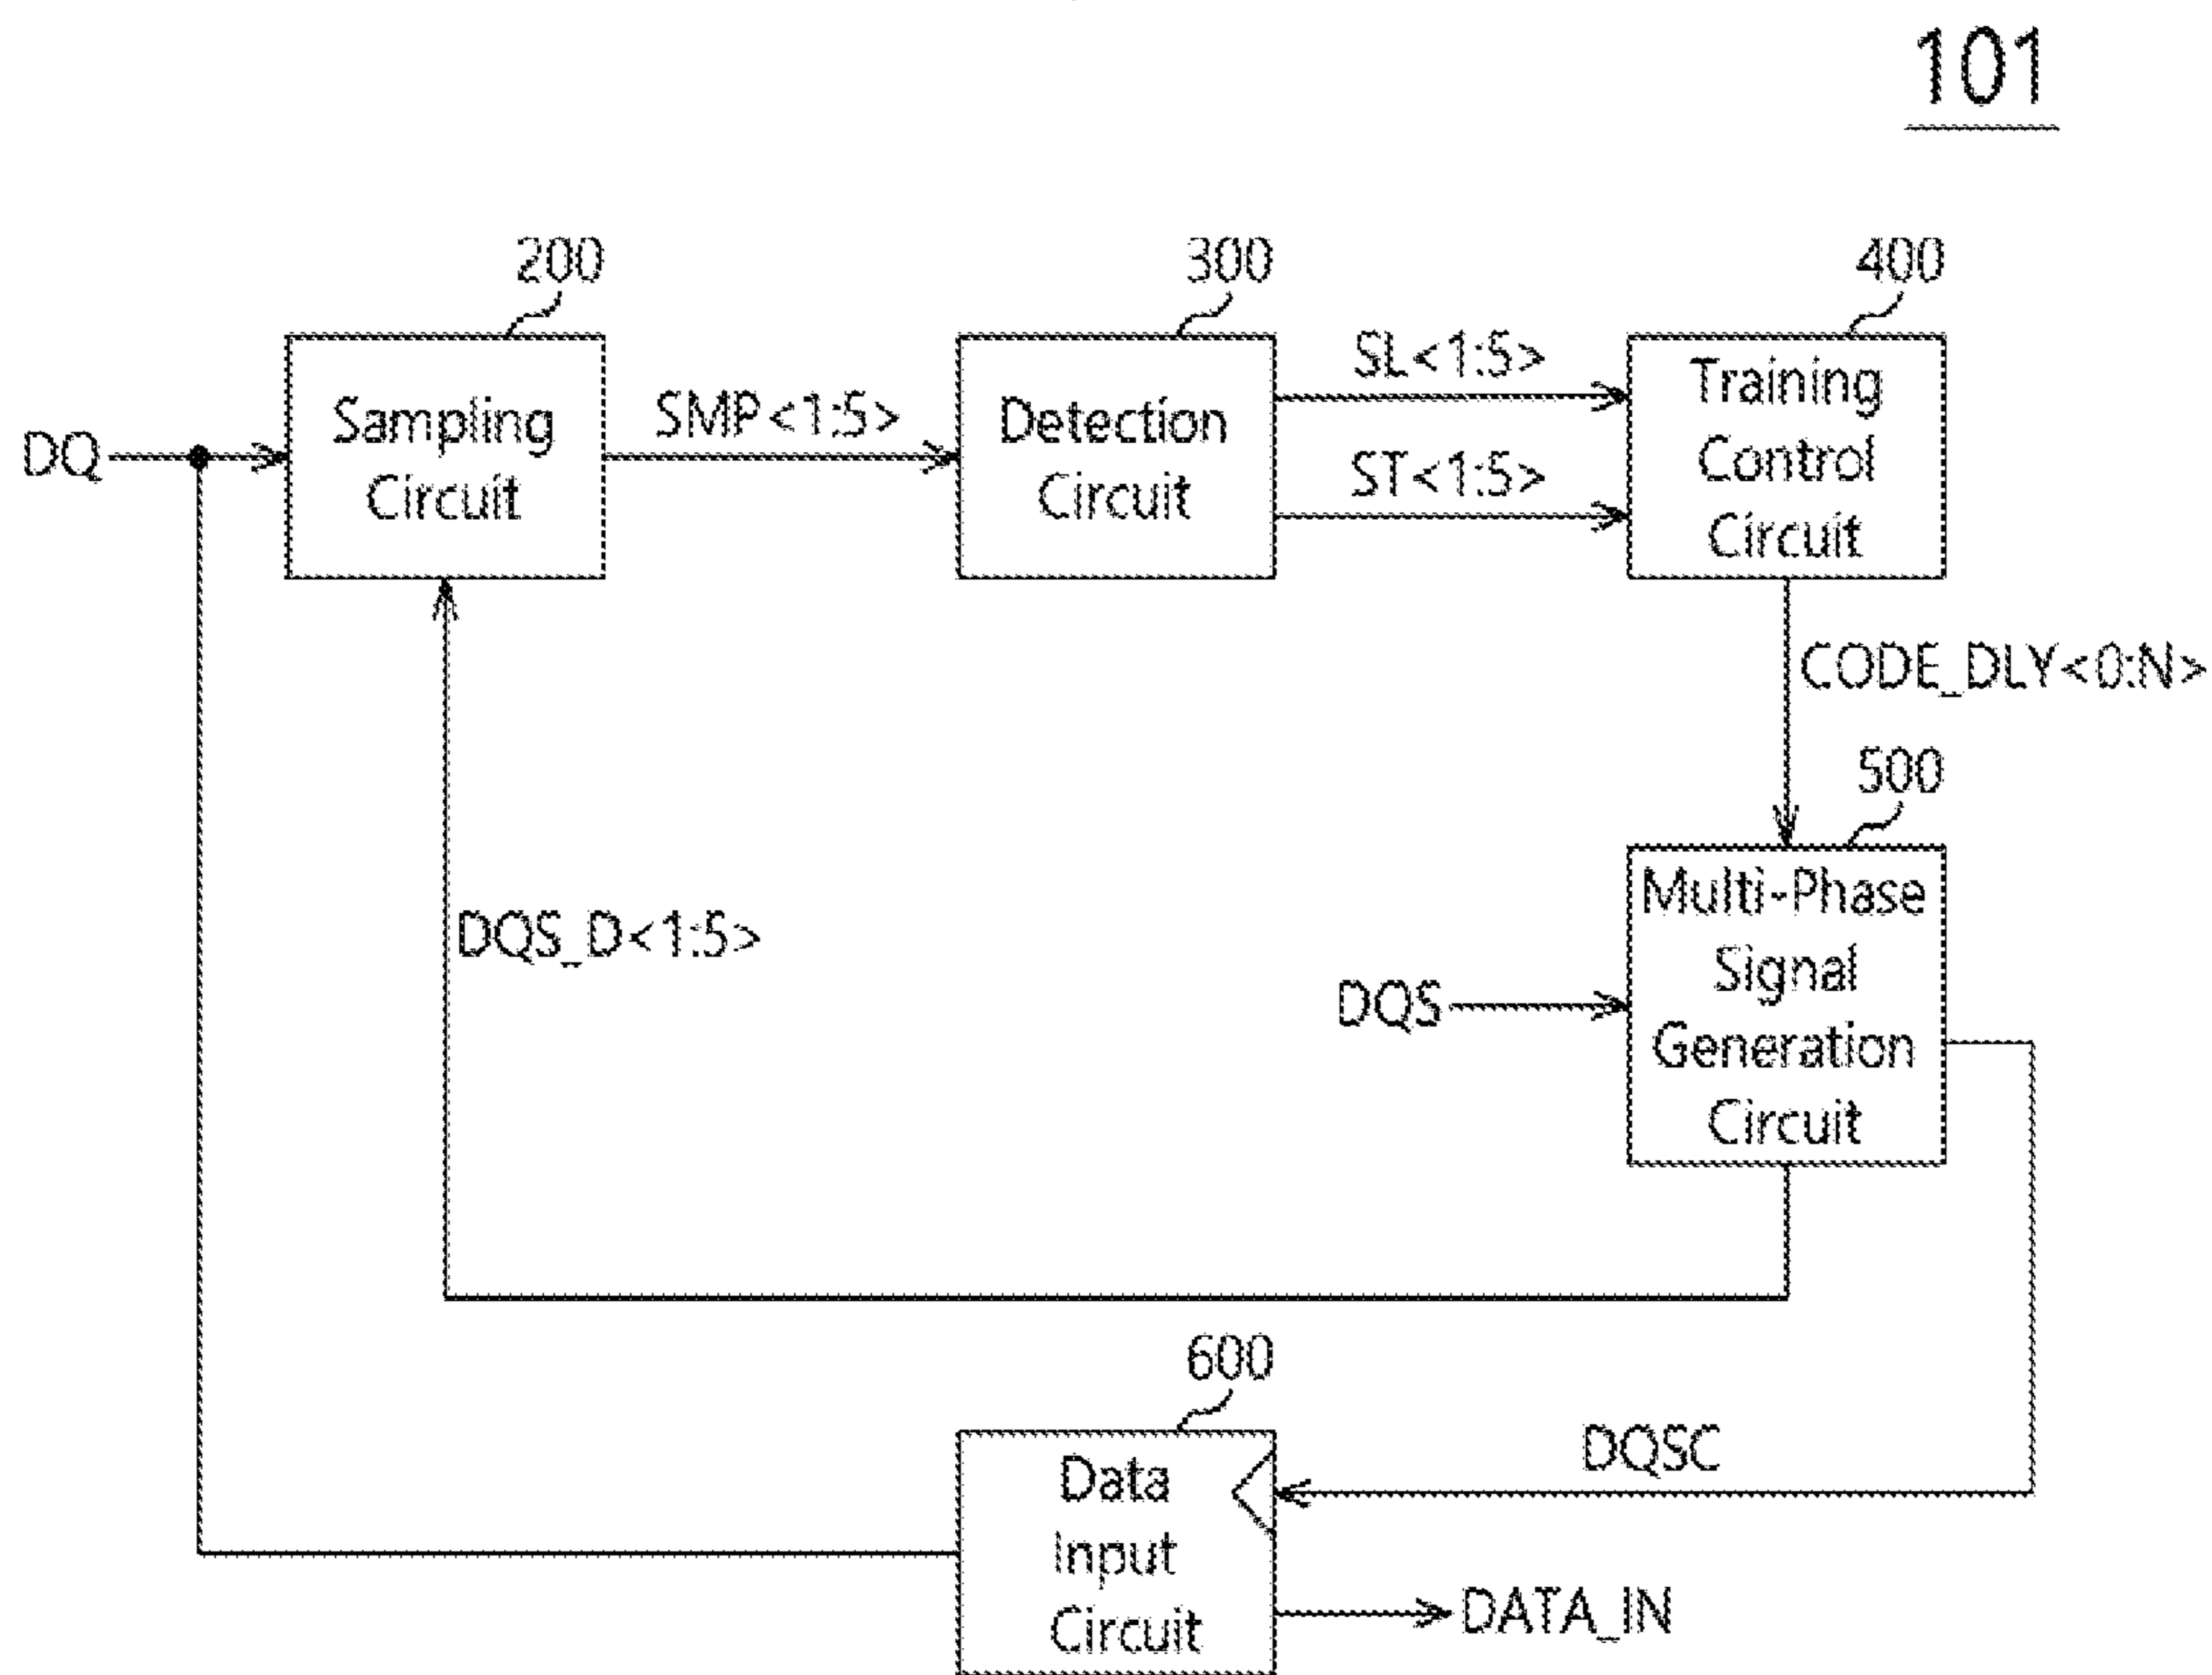 101
200
300
400
Sampling
Circuit
SMP<1:5>
Detection
Circuit
SL<1:5>
ST<1:5>
Training
Control
Circuit
DQ
CODE_DLY<0:N>
500
Multi-Phase
Signal
Generation
Circuit
DQS_D<1:5>
DQS
600
Data
Input
Circuit
DQSC
DATA_IN